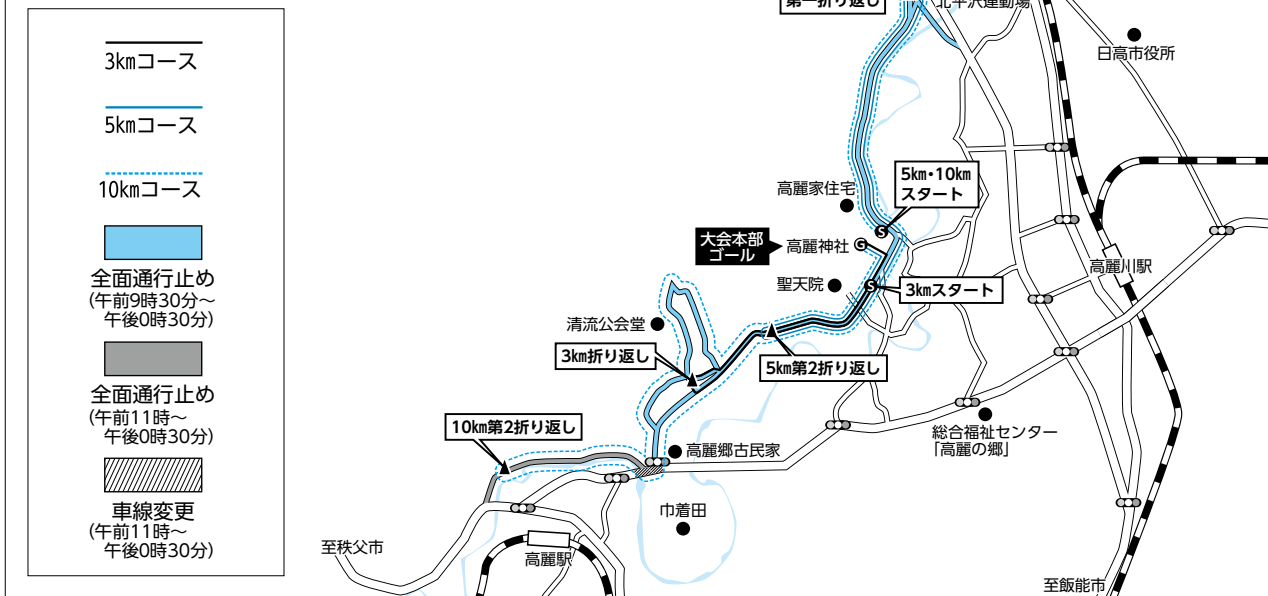 3㎞コース
5㎞コース
10㎞コース
全面通行止め
(午前9時30分～
午後0時30分)
全面通行止め
(午前11時～
午後0時30分)
車線変更
(午前11時～
午後0時30分)
第一折り返し
北平沢運動場
日高市役所
5㎞・10㎞
スタート
高麗家住宅
大会本部
ゴール
高麗神社
G
S
聖天院
S
3㎞スタート
高麗川駅
清流公会堂
3㎞折り返し
5㎞第2折り返し
10㎞第2折り返し
高麗郷古民家
総合福祉センター
「高麗の郷」
巾着田
至秩父市
高麗駅
至飯能市